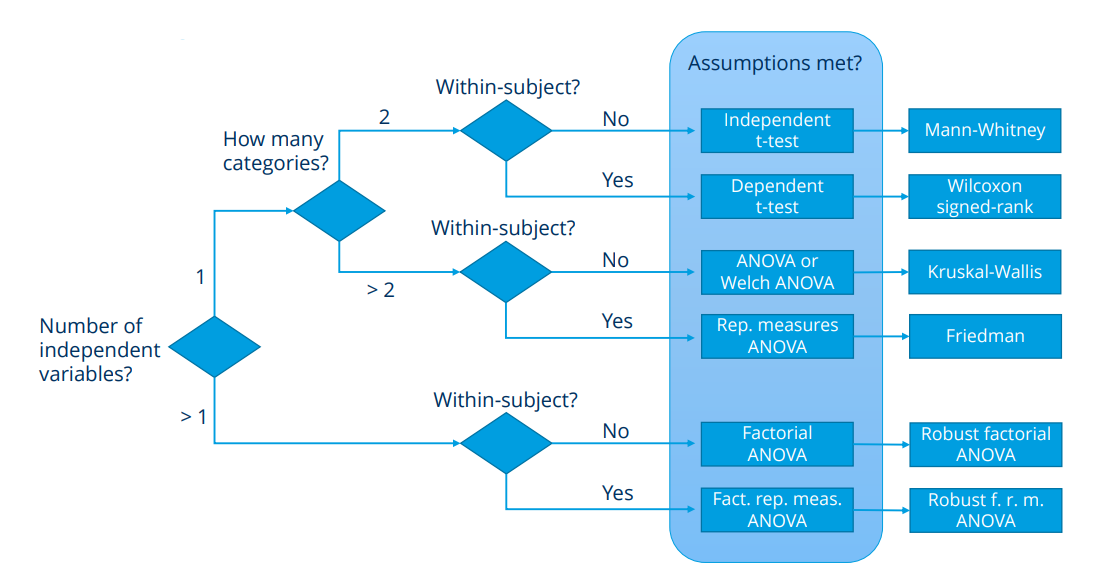 Assumptions met?
Within-subject?
2
No
Independent
t-test
Mann-Whitney
How many
categories?
Yes
Dependent
t-test
Wilcoxon
signed-rank
Within-subject?
1
> 2
No
ANOVA or
Welch ANOVA
Kruskal-Wallis
Yes
Rep. measures
ANOVA
Friedman
Number of
independent
variables?
> 1
Within-subject?
No
Factorial
ANOVA
Robust factorial
ANOVA
Yes
Fact. rep. meas.
ANOVA
Robust f. r. m.
ANOVA